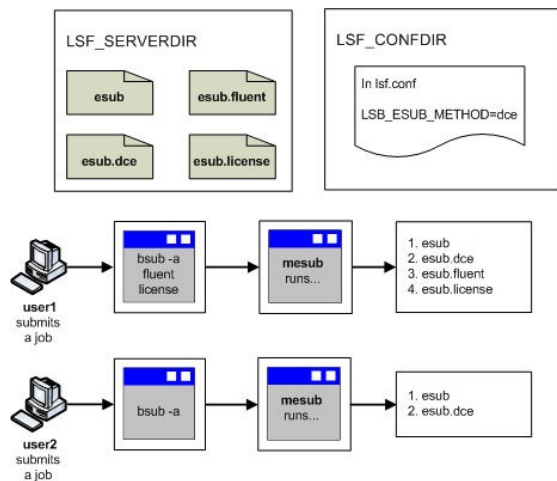 LSF_SERVERDIR
esub
esub.fluent
esub.dce
esub.license
LSF_CONFDIR
In lsf.conf
LSB_ESUB_METHOD=dce
user1
submits
a job
bsub -a
fluent
license
mesub
runs...
1. esub
2. esub.dce
3. esub.fluent
4. esub.license
user2
submits
a job
bsub -a
mesub
runs...
1. esub
2. esub.dce